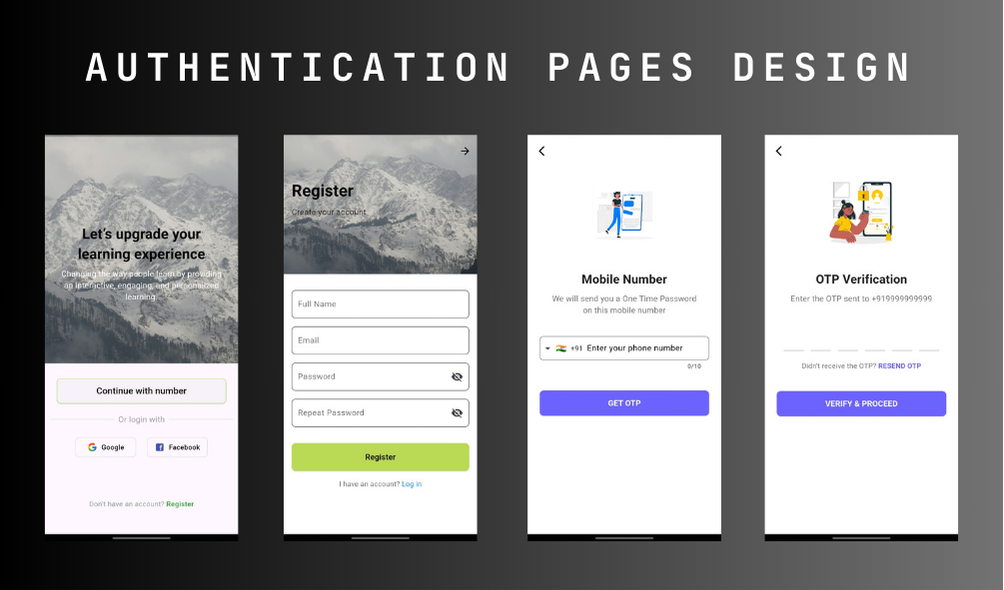 AUTHENTICATION PAGES DESIGN
Let's upgrade your
learning experience
Changing the way people learn by providing
an interactive, engaging, and personalized
learning.
Continue with number
Or login with
Google
Facebook
Don't have an account? Register
Register
Create your account
Full Name
Email
Password
Repeat Password
Register
I have an account? Log in
Mobile Number
We will send you a One Time Password
on this mobile number
+91 Enter your phone number
0/10
GET OTP
OTP Verification
Enter the OTP sent to +919999999999
Didn't receive the OTP? RESEND OTP
VERIFY & PROCEED